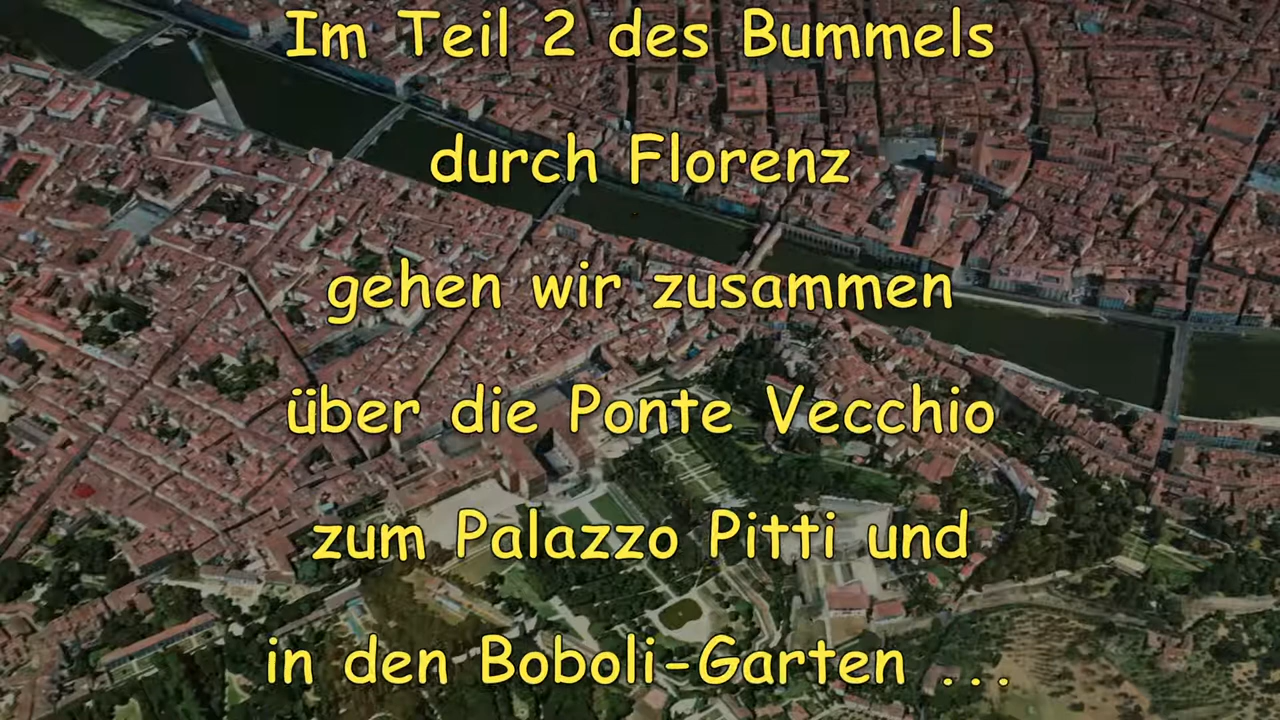 Im Teil 2 des Bummels
durch Florenz
gehen wir zusammen
über die Ponte Vecchio
zum Palazzo Pitti und
in den Boboli-Garten ...